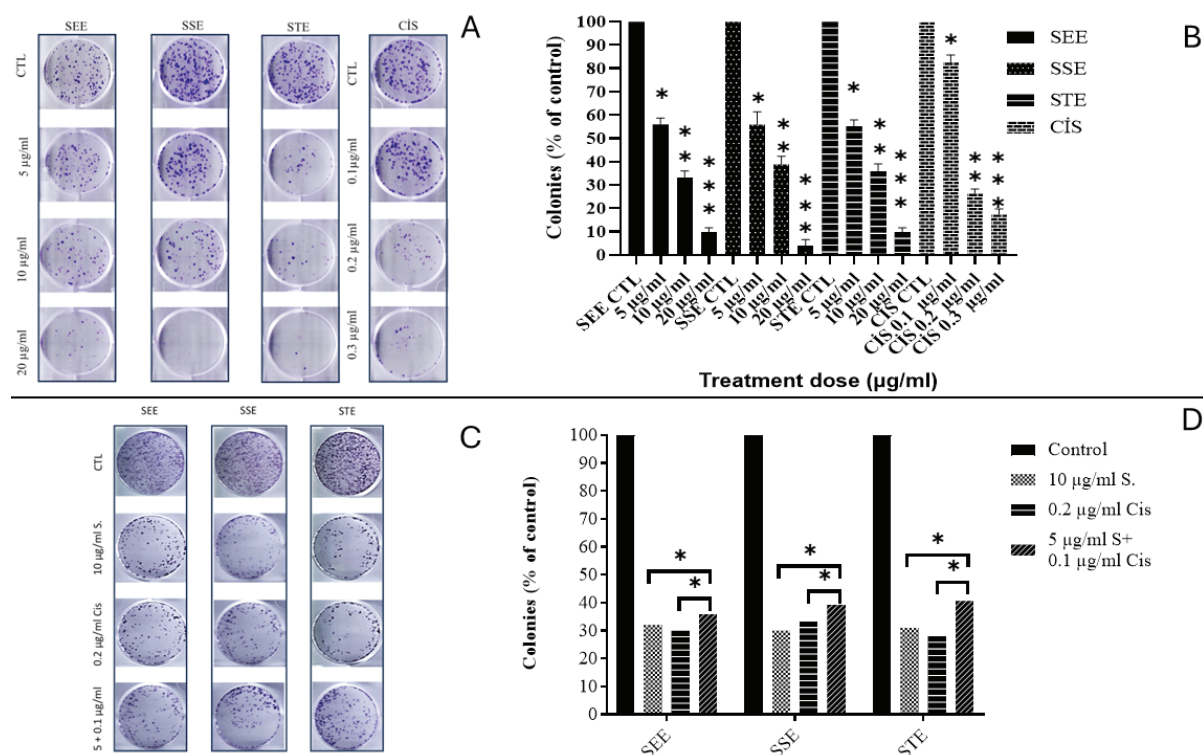 A
SEE SSE STE CİS
CTL
5 µg/ml
10 µg/ml
20 µg/ml
CTL
0.1µg/ml
0.2 µg/ml
0.3 µg/ml
B
Colonies (% of control)
100
90
80
70
60
50
40
30
20
10
0
* ** *** * ** *** * ** *** * ** ***
SEE CTL
5 µg/ml
10 µg/ml
20 µg/ml
SSE CTL
5 µg/ml
10 µg/ml
20 µg/ml
STE CTL
5 µg/ml
10 µg/ml
20 µg/ml
CİS CTL
CİS 0.1 µg/ml
CİS 0.2 µg/ml
CİS 0.3 µg/ml
Treatment dose (µg/ml)
SEE
SSE
STE
CİS
C
SEE SSE STE
CTL
10 µg/ml S.
0.2 µg/ml Cis
5 + 0.1 µg/ml
D
Colonies (% of control)
100
90
80
70
60
50
40
30
20
10
0
* * * * * *
SEE SSE STE
Control
10 µg/ml S.
0.2 µg/ml Cis
5 µg/ml S+
0.1 µg/ml Cis